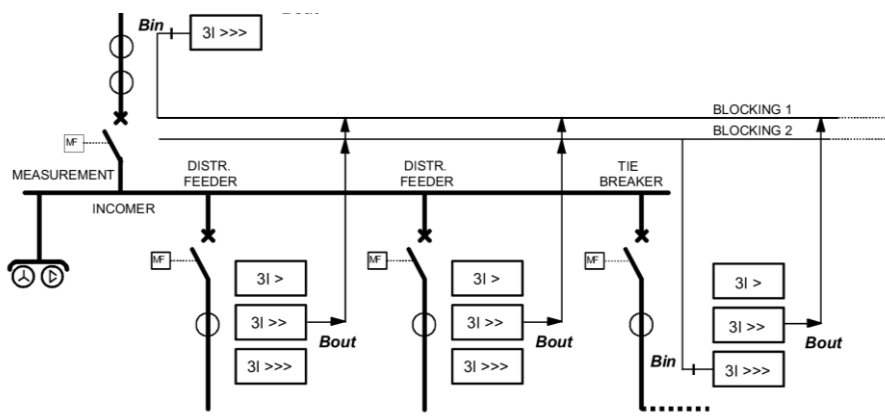 Bin
3I >>>
BLOCKING 1
BLOCKING 2
MF
MEASUREMENT
DISTR.
FEEDER
DISTR.
FEEDER
TIE
BREAKER
INCOMER
MF
MF
MF
3I >
3I >
3I >
3I >>
3I >>
3I >>
Bout
Bout
Bout
Bin
3I >>>
3I >>>
3I >>>